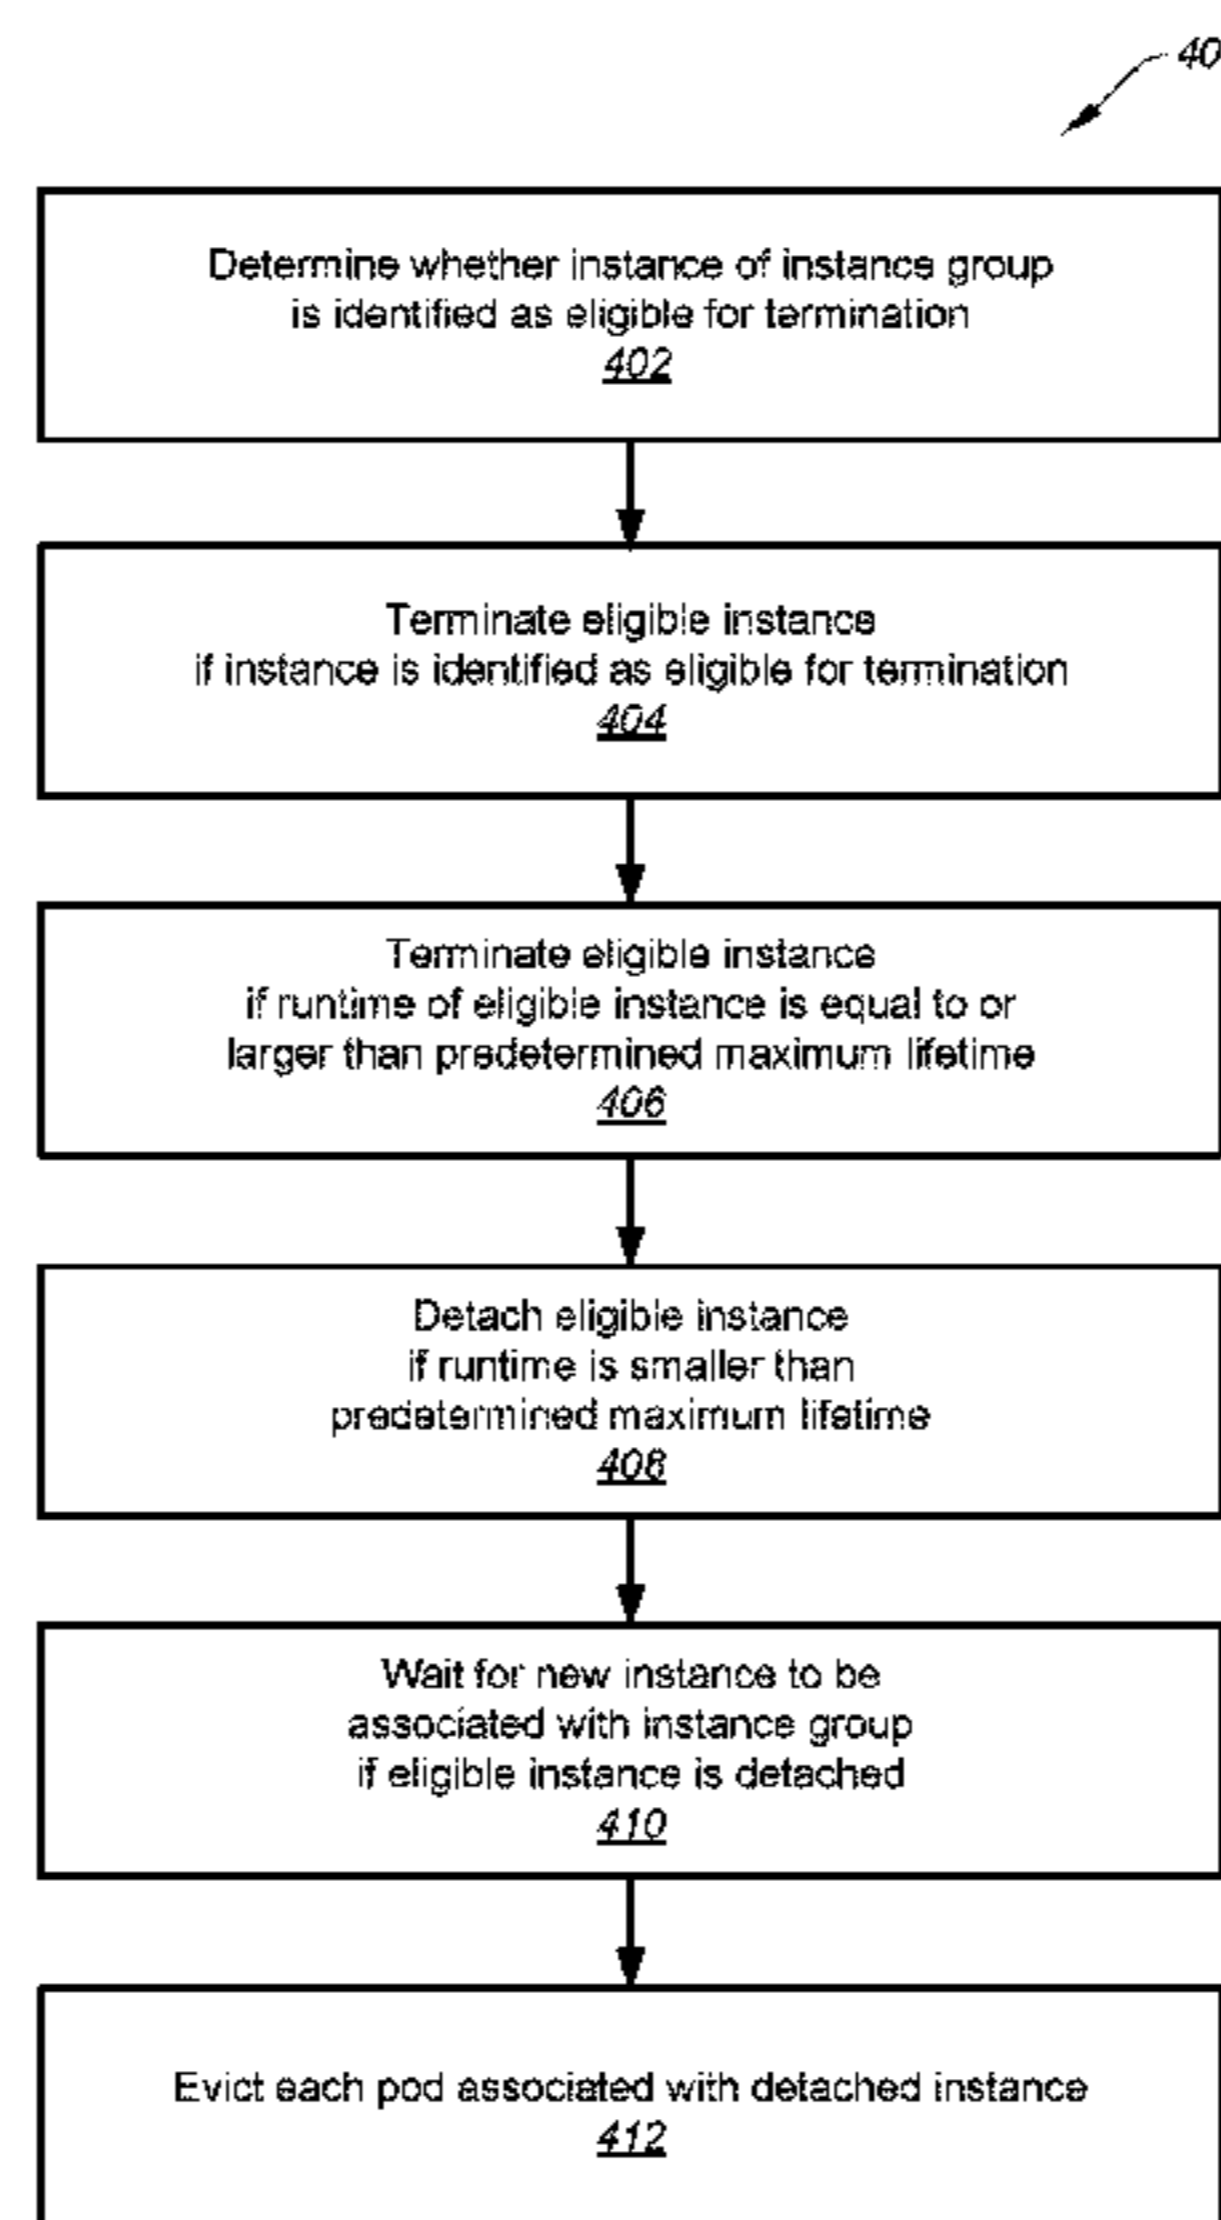 40
Determine whether instance of instance group
is identified as eligible for termination
402
Terminate eligible instance
if instance is identified as eligible for termination
404
Terminate eligible instance
if runtime of eligible instance is equal to or
larger than predetermined maximum lifetime
406
Detach eligible instance
if runtime is smaller than
predetermined maximum lifetime
408
Wait for new instance to be
associated with instance group
if eligible instance is detached
410
Evict each pod associated with detached instance
412